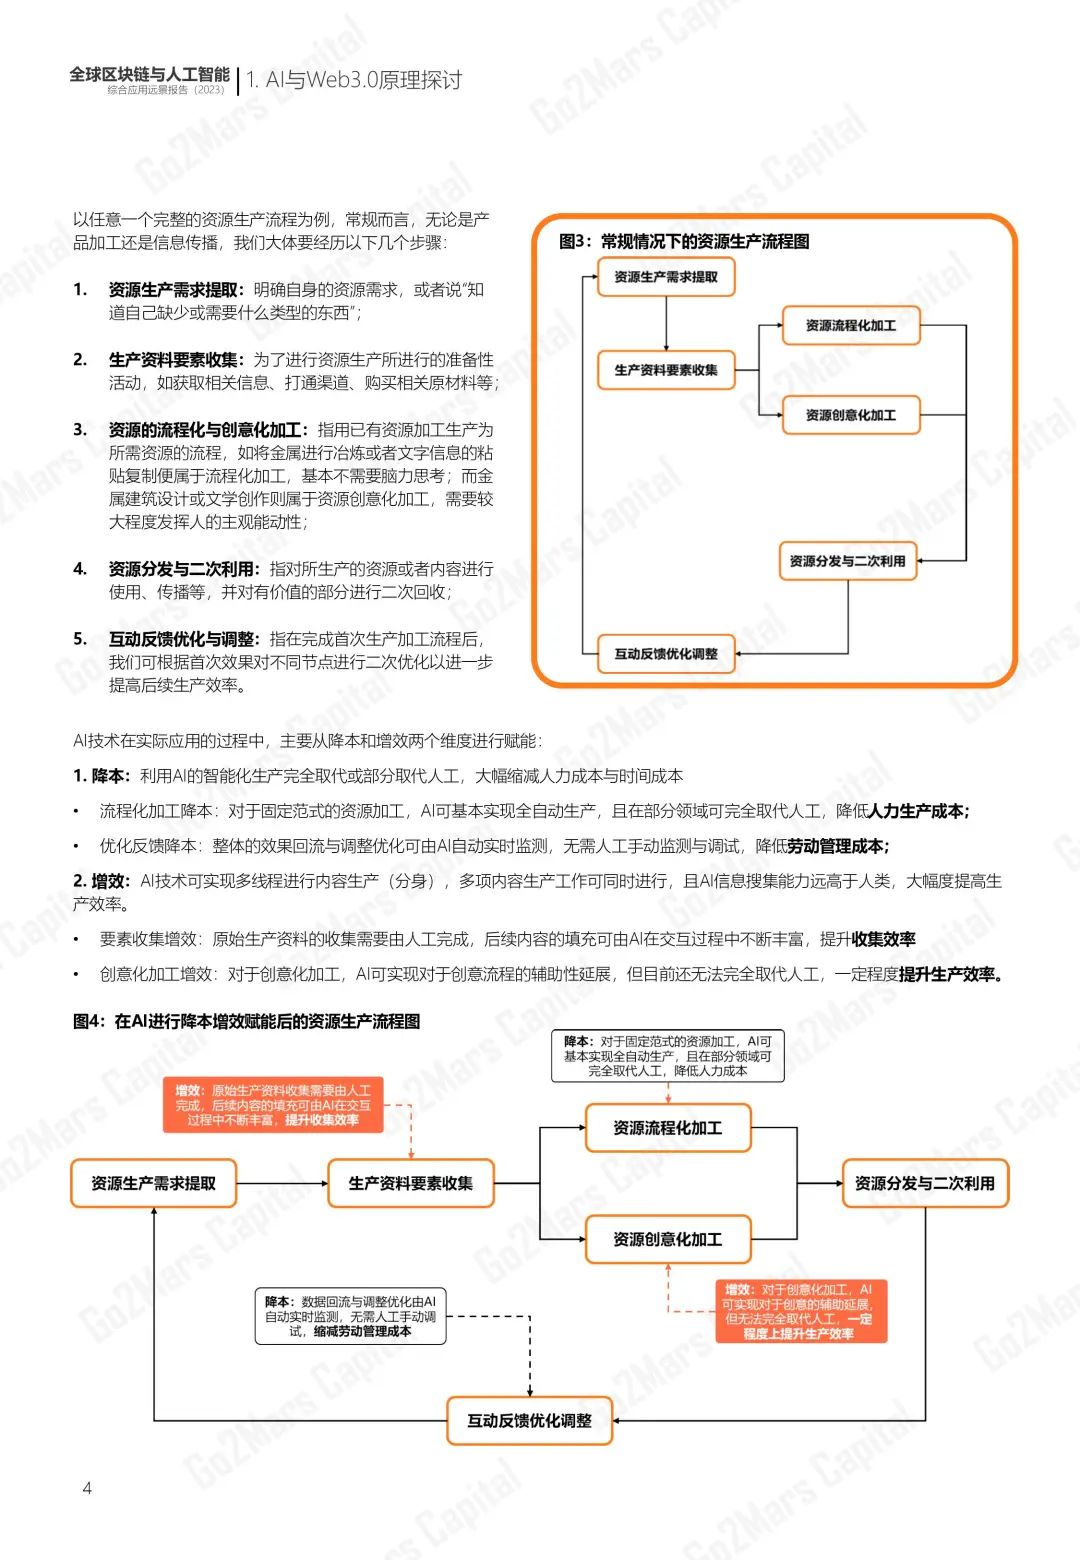 全球区块链与人工智能
综合应用远景报告（2023）
1. AI与Web3.0原理探讨
以任意一个完整的资源生产流程为例，常规而言，无论是产
品加工还是信息传播，我们大体要经历以下几个步骤：
1. 资源生产需求提取：明确自身的资源需求，或者说“知
道自己缺少或需要什么类型的东西”；
2. 生产资料要素收集：为了进行资源生产所进行的准备性
活动，如获取相关信息、打通渠道、购买相关原材料等；
3. 资源的流程化与创意化加工：指用已有资源加工生产为
所需资源的流程，如将金属进行冶炼或者文字信息的粘
贴复制便属于流程化加工，基本不需要脑力思考；而金
属建筑设计或文学创作则属于资源创意化加工，需要较
大程度发挥人的主观能动性；
4. 资源分发与二次利用：指对所生产的资源或者内容进行
使用、传播等，并对有价值的部分进行二次回收；
5. 互动反馈优化与调整：指在完成首次生产加工流程后，
我们可根据首次效果对不同节点进行二次优化以进一步
提高后续生产效率。
图3：常规情况下的资源生产流程图
资源生产需求提取
资源流程化加工
生产资料要素收集
资源创意化加工
资源分发与二次利用
互动反馈优化调整
AI技术在实际应用的过程中，主要从降本和增效两个维度进行赋能：
1. 降本：利用AI的智能化生产完全取代或部分取代人工，大幅缩减人力成本与时间成本
• 流程化加工降本：对于固定范式的资源加工，AI可基本实现全自动生产，且在部分领域可完全取代人工，降低人力生产成本；
• 优化反馈降本：整体的效果回流与调整优化可由AI自动实时监测，无需人工手动监测与调试，降低劳动管理成本；
2. 增效：AI技术可实现多线程进行内容生产（分身），多项内容生产工作可同时进行，且AI信息搜集能力远高于人类，大幅度提高生
产效率。
• 要素收集增效：原始生产资料的收集需要由人工完成，后续内容的填充可由AI在交互过程中不断丰富，提升收集效率
• 创意化加工增效：对于创意化加工，AI可实现对于创意流程的辅助性延展，但目前还无法完全取代人工，一定程度提升生产效率。
图4：在AI进行降本增效赋能后的资源生产流程图
降本：对于固定范式的资源加工，AI可
基本实现全自动生产，且在部分领域可
完全取代人工，降低人力成本
增效：原始生产资料收集需要由人工
完成，后续内容的填充可由AI在交互
过程中不断丰富，提升收集效率
资源流程化加工
资源生产需求提取
生产资料要素收集
资源分发与二次利用
资源创意化加工
增效：对于创意化加工，AI
可实现对于创意的辅助延展，
但无法完全取代人工，一定
程度上提升生产效率
降本：数据回流与调整优化由AI
自动实时监测，无需人工手动调
试，缩减劳动管理成本
互动反馈优化调整
4
Go2Mars Capital